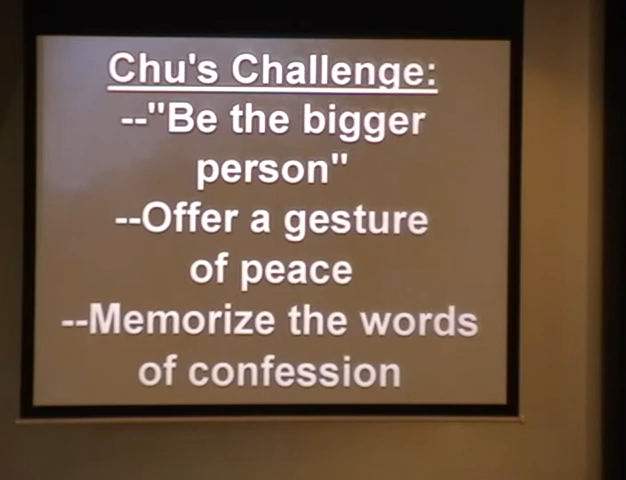 Chu's Challenge:
--"Be the bigger
person"
--Offer a gesture
of peace
--Memorize the words
of confession